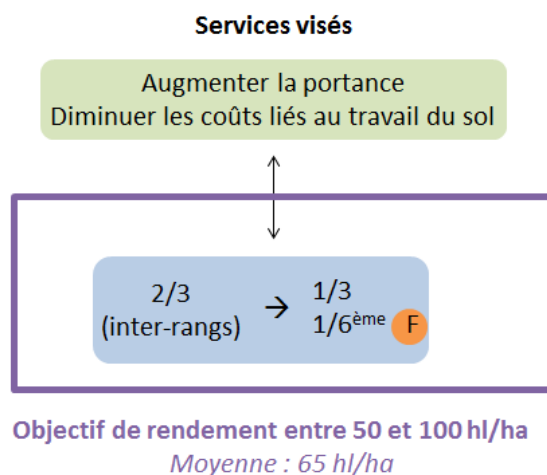 Services visés
Augmenter la portance
Diminuer les coûts liés au travail du sol
2/3 → 1/3
(inter-rangs) 1/6ème F
Objectif de rendement entre 50 et 100 hl/ha
Moyenne : 65 hl/ha